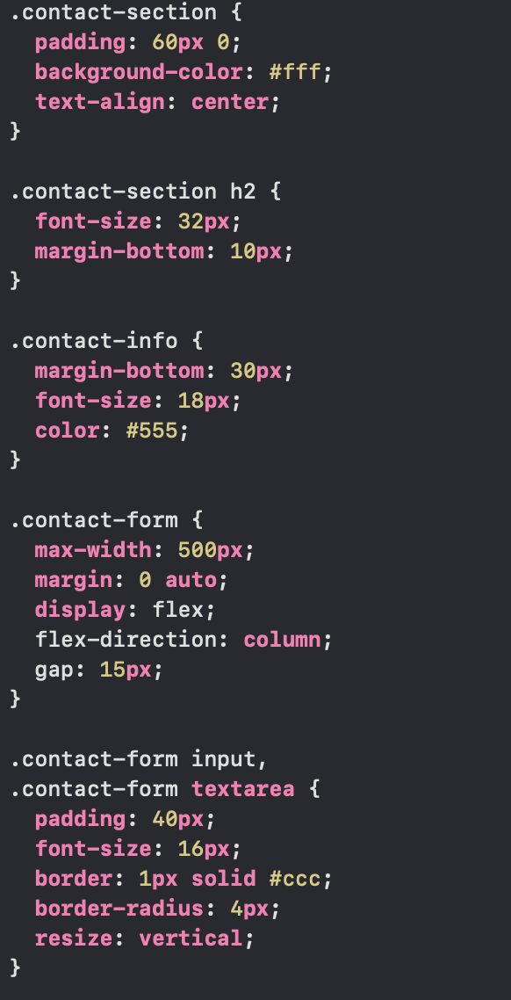 .contact-section {
  padding: 60px 0;
  background-color: #fff;
  text-align: center;
}

.contact-section h2 {
  font-size: 32px;
  margin-bottom: 10px;
}

.contact-info {
  margin-bottom: 30px;
  font-size: 18px;
  color: #555;
}

.contact-form {
  max-width: 500px;
  margin: 0 auto;
  display: flex;
  flex-direction: column;
  gap: 15px;
}

.contact-form input,
.contact-form textarea {
  padding: 40px;
  font-size: 16px;
  border: 1px solid #ccc;
  border-radius: 4px;
  resize: vertical;
}